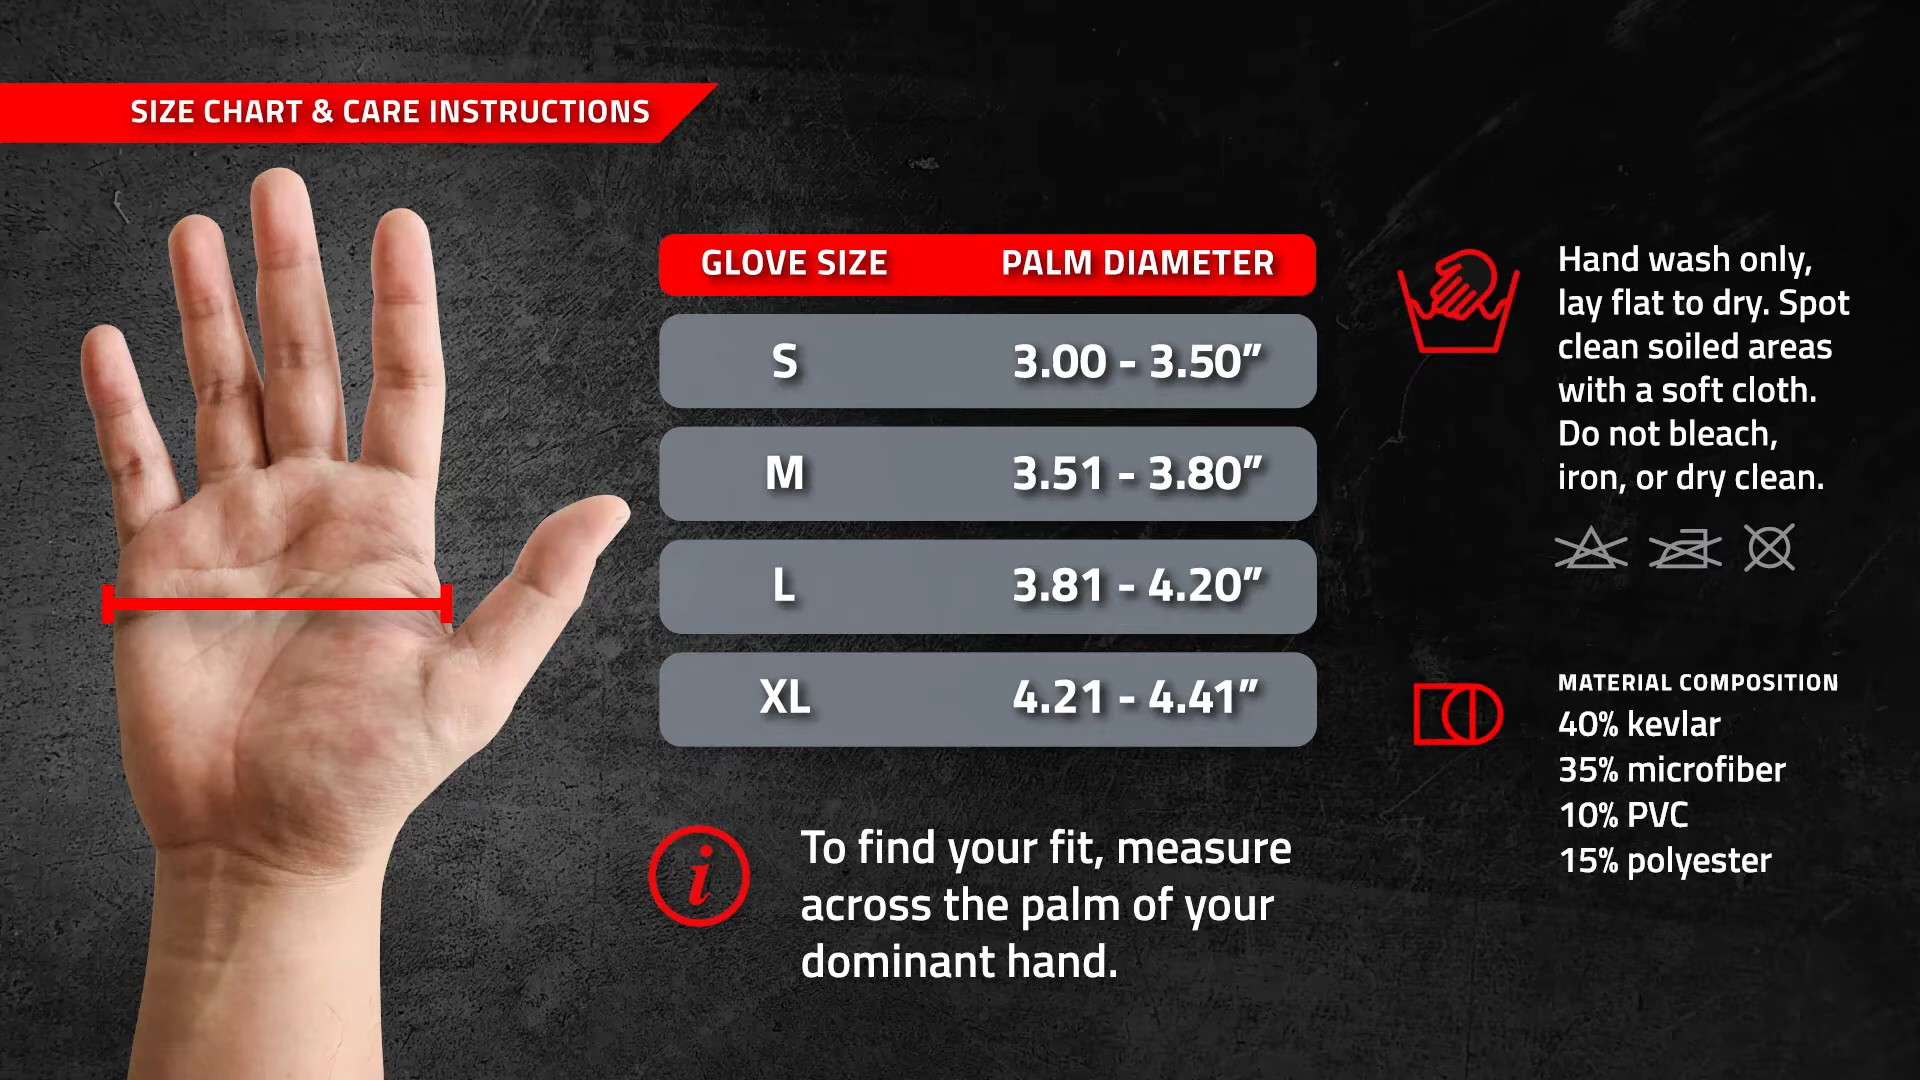 SIZE CHART & CARE INSTRUCTIONS
GLOVE SIZE PALM DIAMETER
S 3.00 - 3.50”
M 3.51 - 3.80”
L 3.81 - 4.20”
XL 4.21 - 4.41”
i To find your fit, measure
across the palm of your
dominant hand.
Hand wash only,
lay flat to dry. Spot
clean soiled areas
with a soft cloth.
Do not bleach,
iron, or dry clean.
MATERIAL COMPOSITION
40% kevlar
35% microfiber
10% PVC
15% polyester